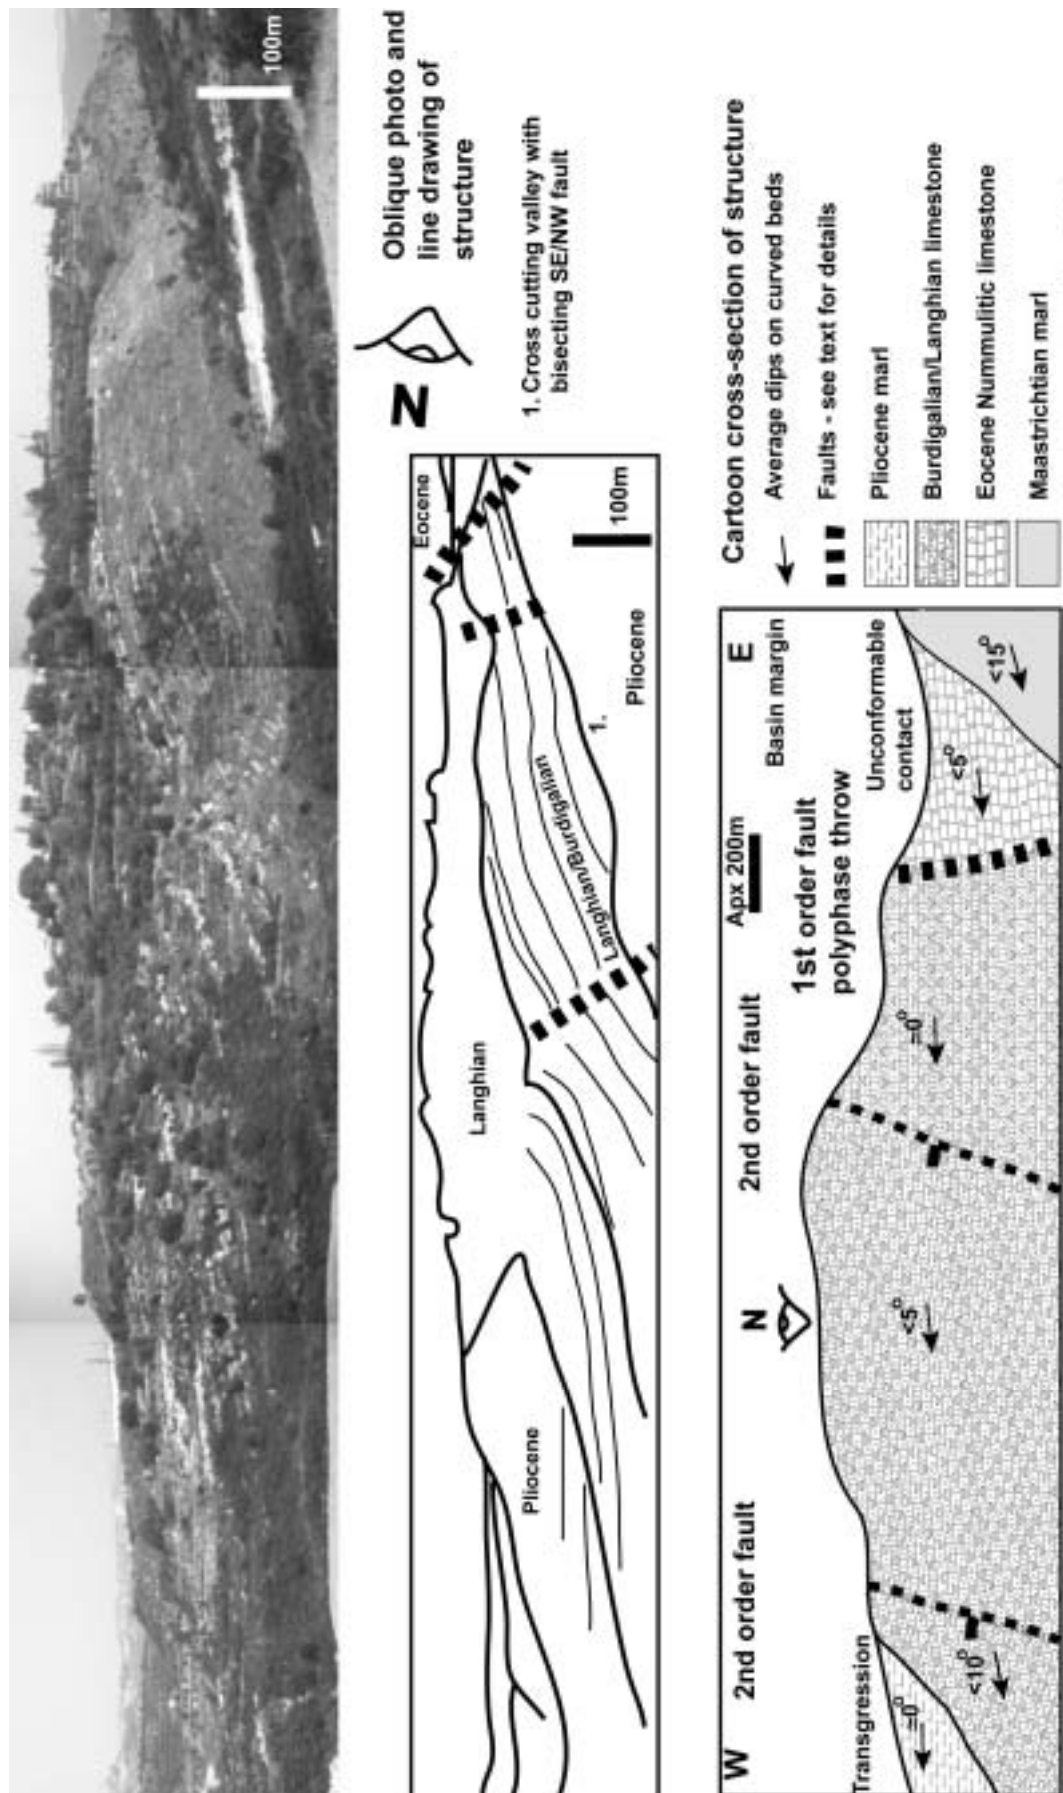 100m
Oblique photo and
line drawing of
structure
N
1. Cross cutting valley with
bisecting SE/NW fault
Eocene
Langhian
Pliocene
Langhian/Burdigalian
1.
Pliocene
100m
Cartoon cross-section of structure
Average dips on curved beds
Faults - see text for details
Pliocene marl
Burdigalian/Langhian limestone
Eocene Nummulitic limestone
Maastrichtian marl
W
2nd order fault
N
2nd order fault
Apx 200m
E
Basin margin
1st order fault
polyphase throw
Transgression
Unconformable
contact
=0°
<10°
<5°
=0°
<5°
<15°